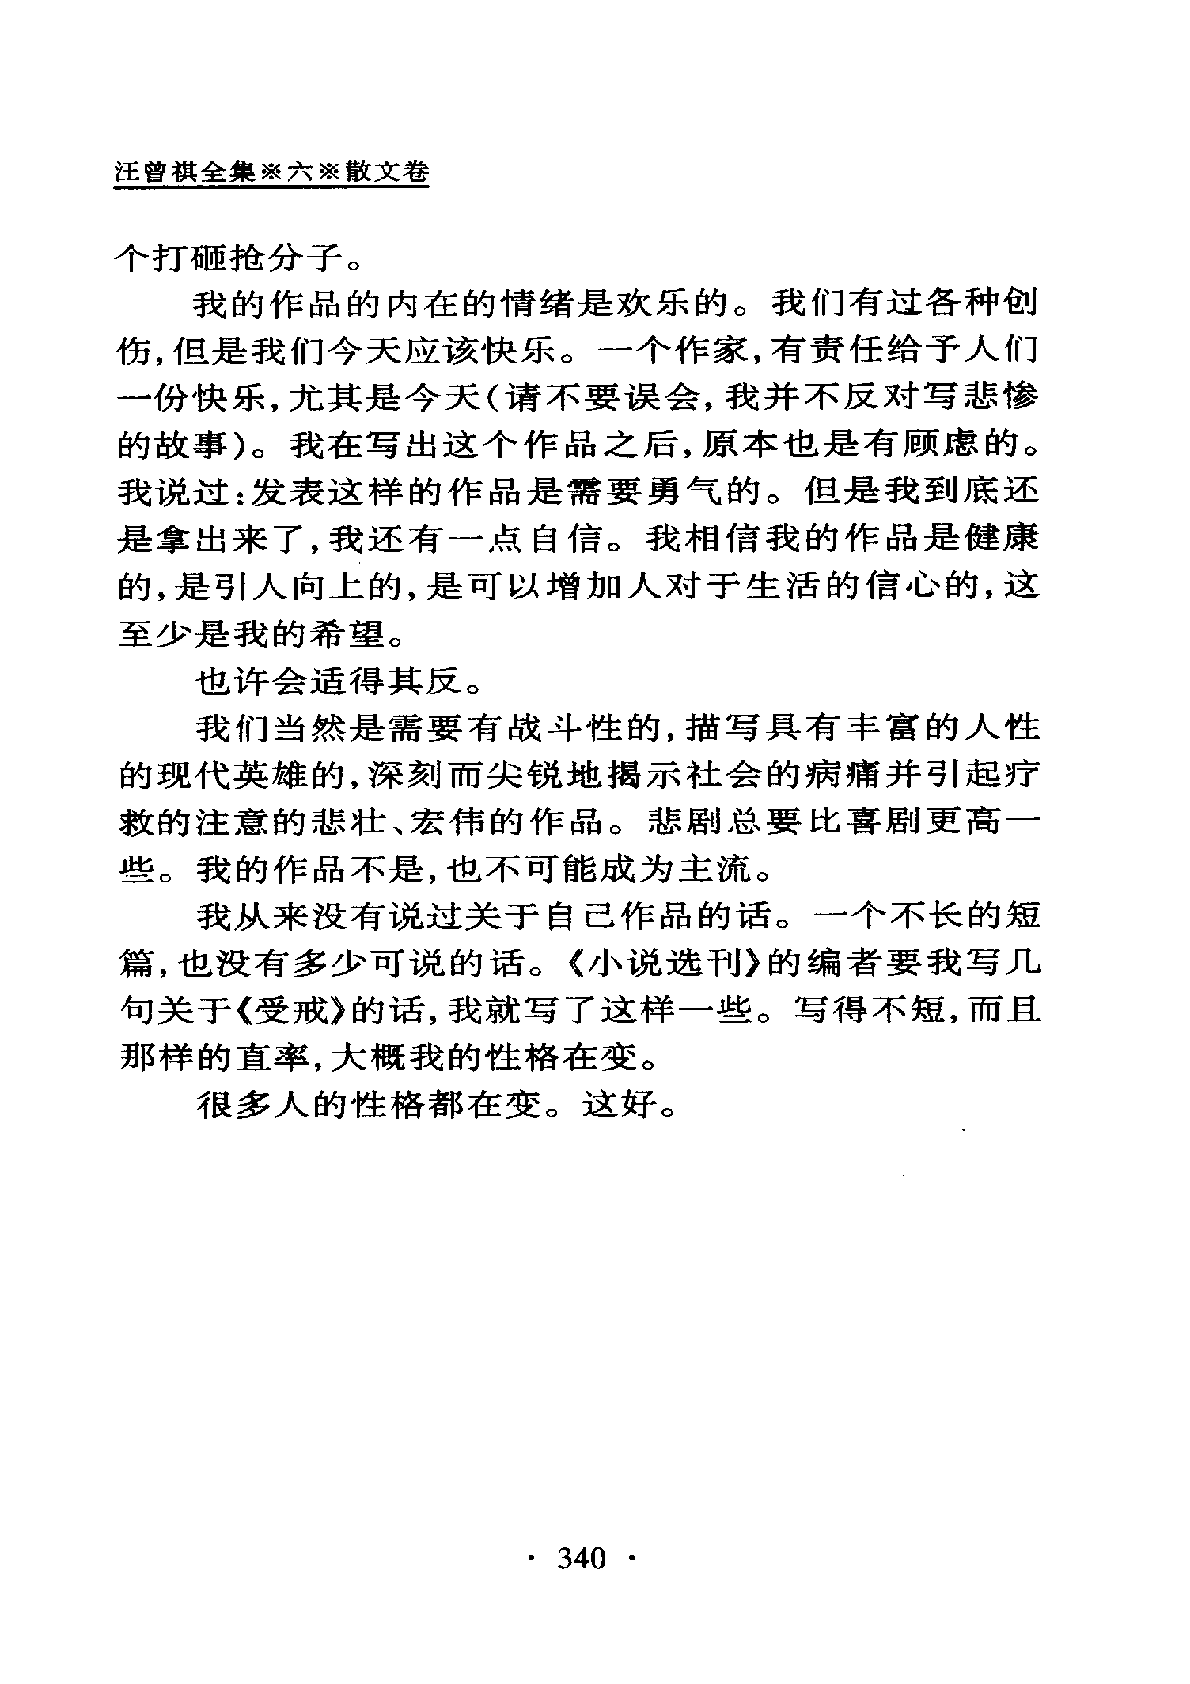 汪曾祺全集※六※散文卷
个打砸抢分子。
我的作品的内在的情绪是欢乐的。我们有过各种创
伤,但是我们今天应该快乐。一个作家,有责任给予人们
一份快乐,尤其是今天(请不要误会,我并不反对写悲惨
的故事)。我在写出这个作品之后,原本也是有顾虑的。
我说过:发表这样的作品是需要勇气的。但是我到底还
是拿出来了,我还有一点自信。我相信我的作品是健康
的,是引人向上的,是可以增加人对于生活的信心的,这
至少是我的希望。
也许会适得其反。
我们当然是需要有战斗性的,描写具有丰富的人性
的现代英雄的,深刻而尖锐地揭示社会的病痛并引起疗
救的注意的悲壮、宏伟的作品。悲剧总要比喜剧更高一
些。我的作品不是,也不可能成为主流。
我从来没有说过关于自己作品的话。一个不长的短
篇,也没有多少可说的话。《小说选刊》的编者要我写几
句关于《受戒》的话,我就写了这样一些。写得不短,而且
那样的直率,大概我的性格在变。
很多人的性格都在变。这好。
· 340 ·